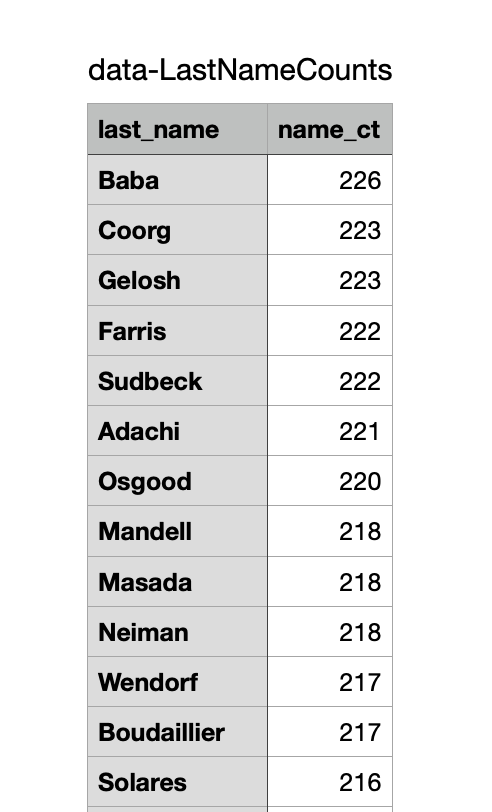 data-LastNameCounts
last_name name_ct
Baba 226
Coorg 223
Gelosh 223
Farris 222
Sudbeck 222
Adachi 221
Osgood 220
Mandell 218
Masada 218
Neiman 218
Wendorf 217
Boudaillier 217
Solares 216